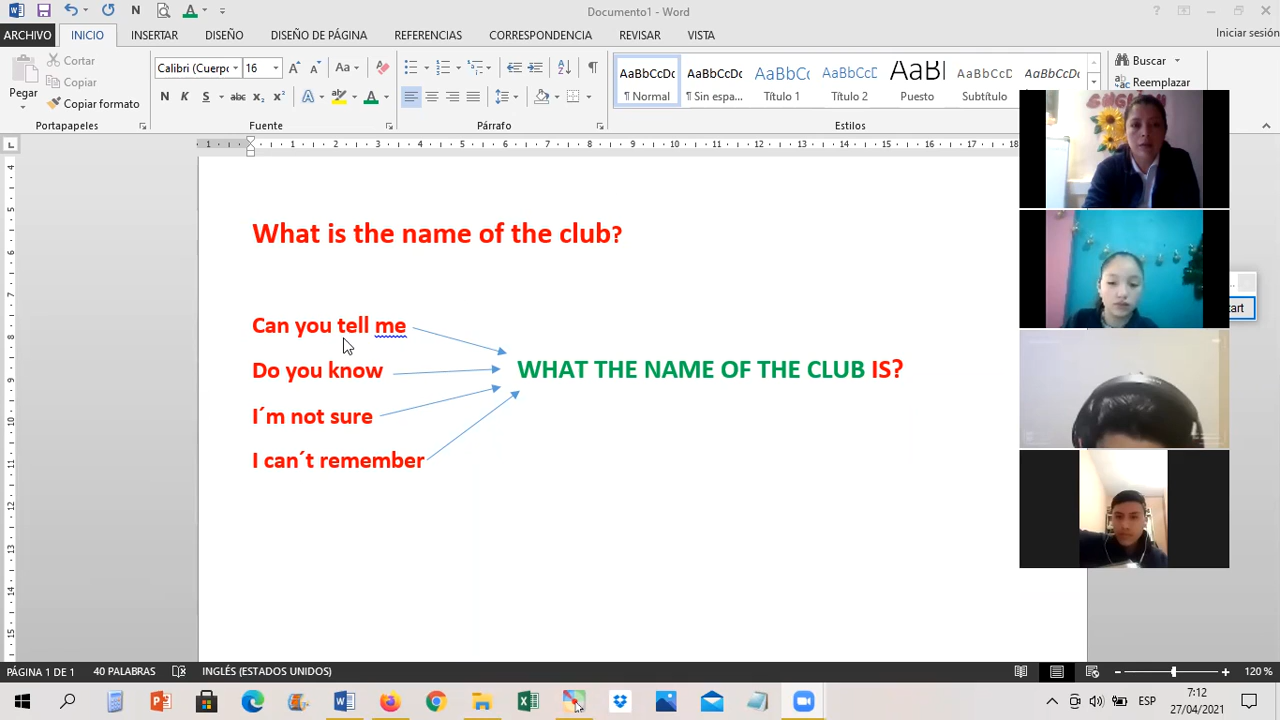 Documento1 - Word
ARCHIVO INICIO INSERTAR DISEÑO DISEÑO DE PÁGINA REFERENCIAS CORRESPONDENCIA REVISAR VISTA Iniciar sesión
Pegar
Cortar
Copiar
Copiar formato
Portapapeles
Calibri (Cuerpo 16
Fuente
Párrafo
AaBbCcDc AaBbCcDc AaBbCcDc AaBbCcD AaBl AaBbCcD AaBbCcDc
¶ Normal ¶ Sin espa... Título 1 Título 2 Puesto Subtítulo
Estilos
Buscar
Reemplazar
What is the name of the club?
Can you tell me
Do you know
I´m not sure
I can´t remember
WHAT THE NAME OF THE CLUB IS?
PÁGINA 1 DE 1 40 PALABRAS INGLÉS (ESTADOS UNIDOS) 120 %
ESP
7:12
27/04/2021